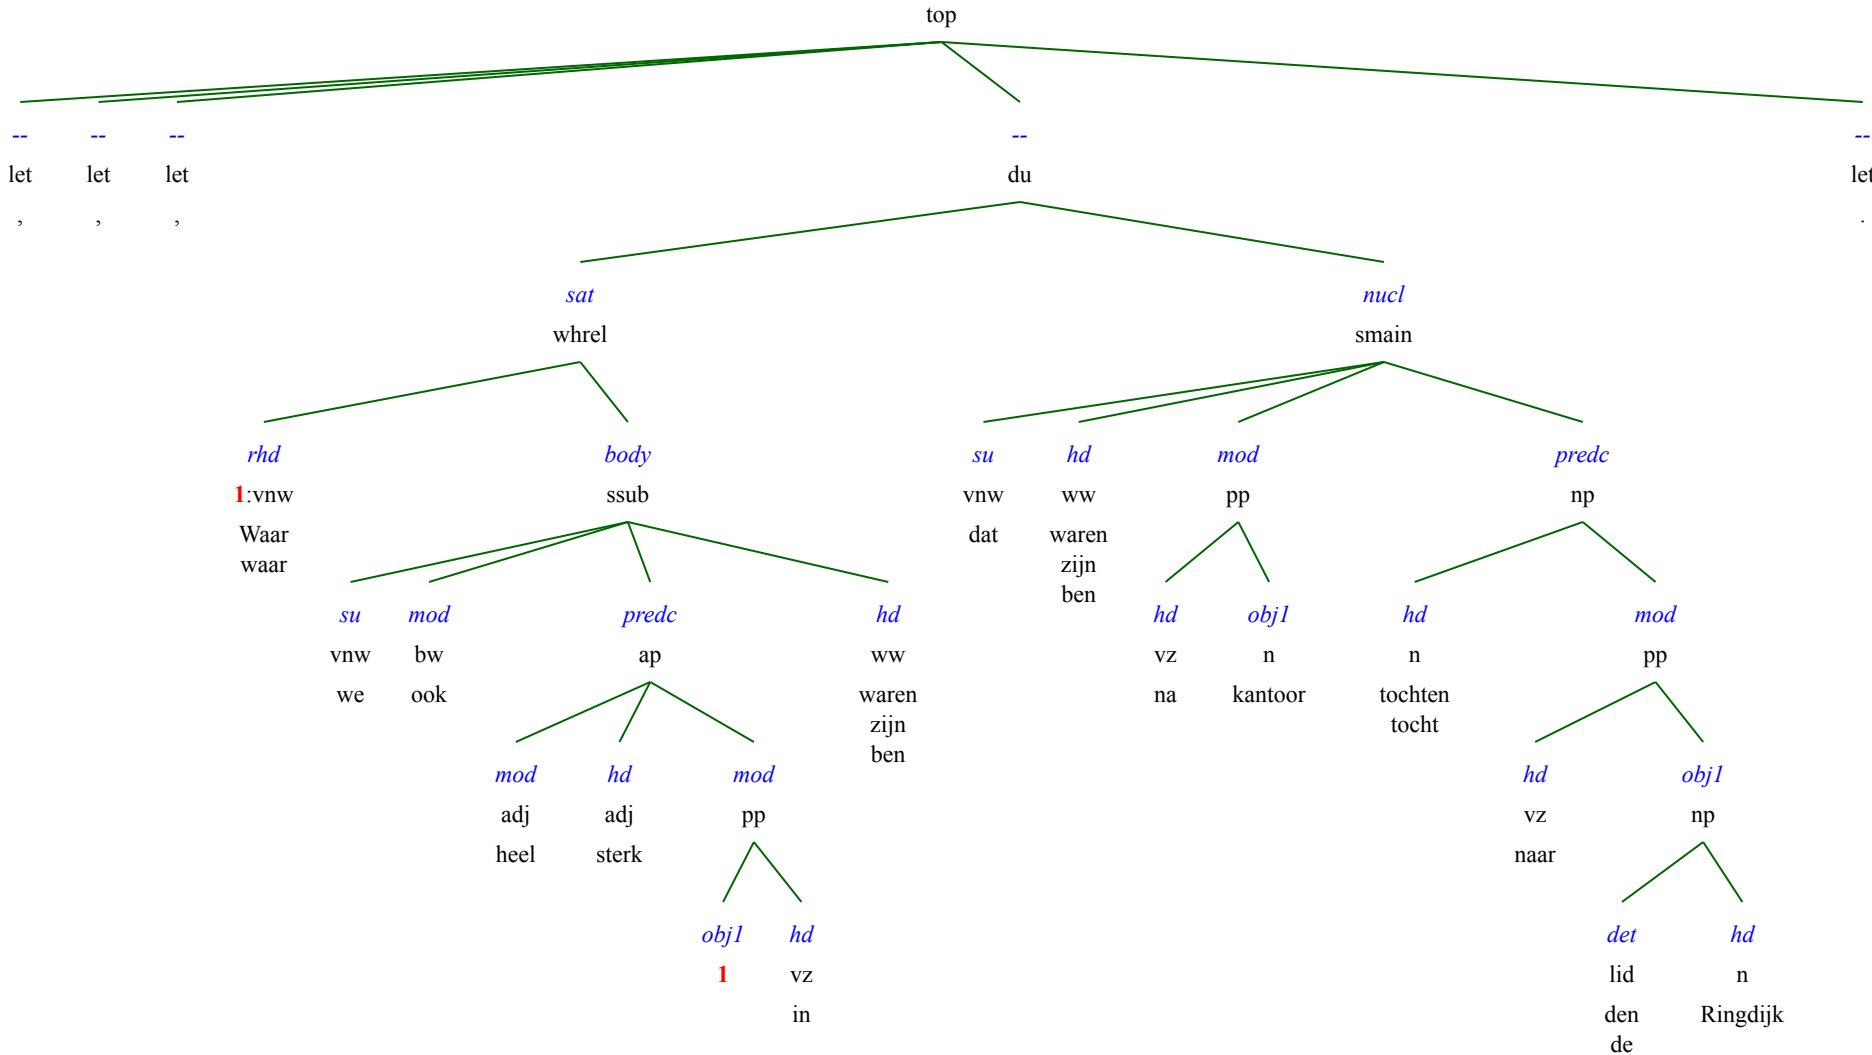 top
-- -- -- -- --
let let let du let
, , , .
sat nucl
whrel smain
rhd body su hd mod predc
1:vnw ssub vnw ww pp np
Waar dat waren
waar zijn
ben
su mod predc hd hd obj1 hd mod
vnw bw ap ww vz n n pp
we ook waren na kantoor tochten
zijn tocht
ben
mod hd mod hd obj1
adj adj pp vz np
heel sterk naar
obj1 hd det hd
1 vz lid n
in den Ringdijk
de